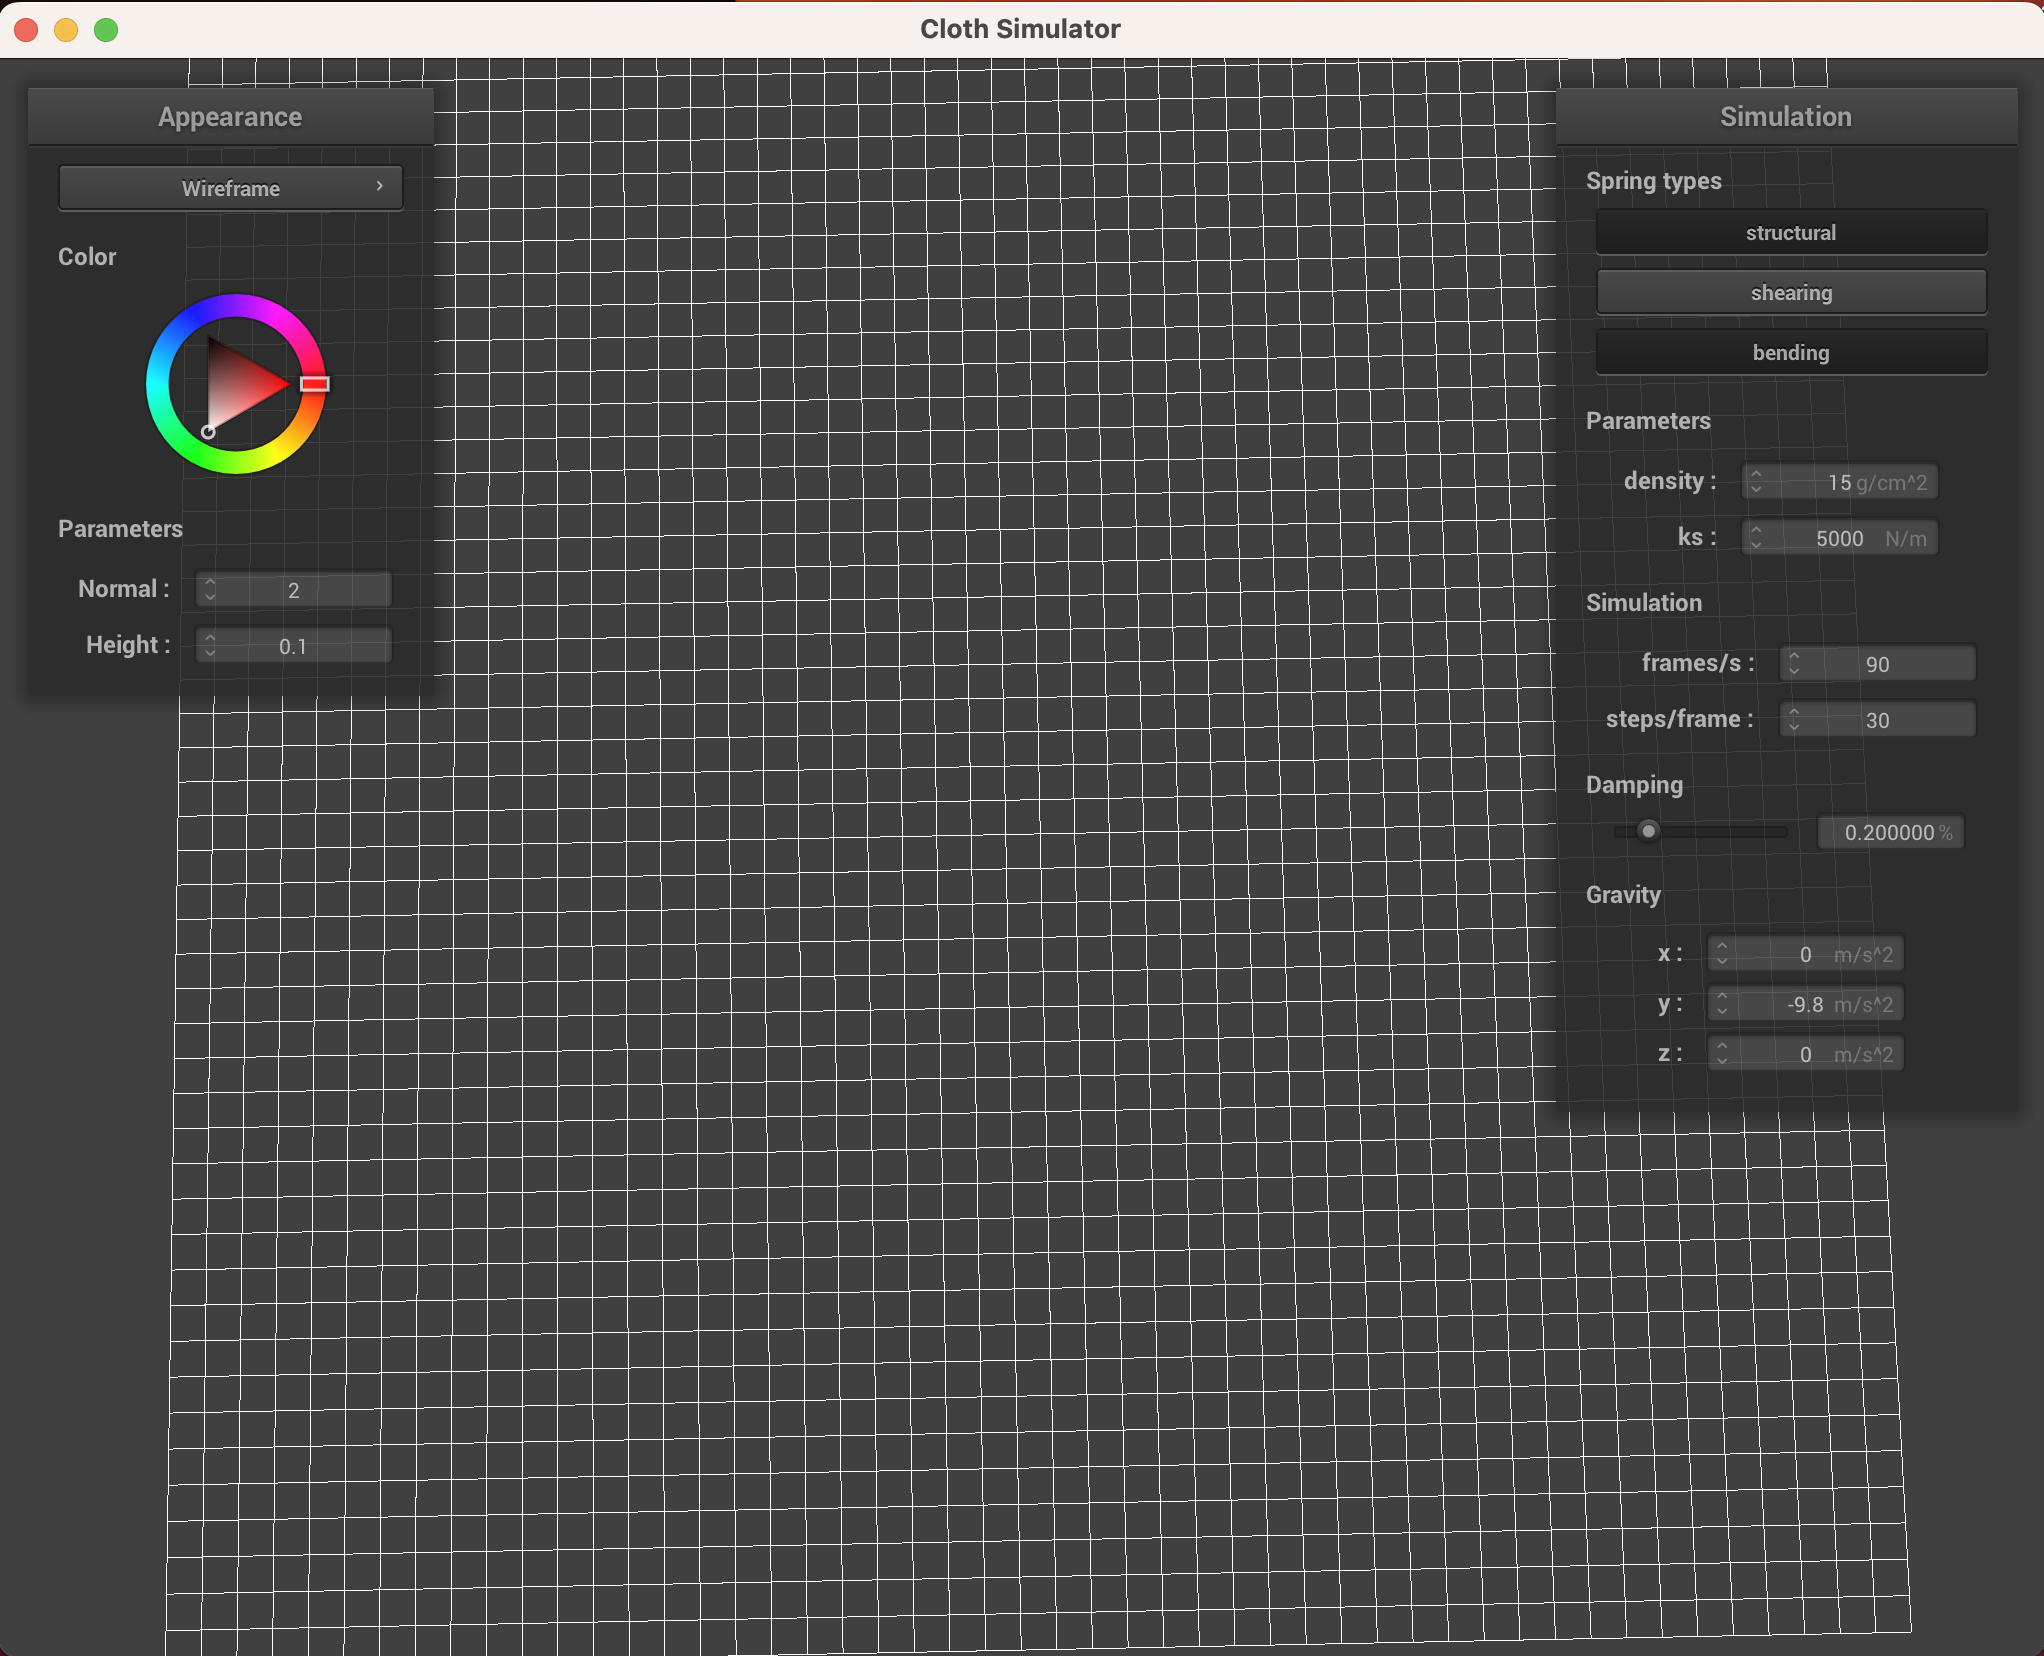 Cloth Simulator
Appearance
Wireframe
Color
Parameters
Normal : 2
Height : 0.1
Simulation
Spring types
structural
shearing
bending
Parameters
density : 15 g/cm^2
ks : 5000 N/m
Simulation
frames/s : 90
steps/frame : 30
Damping
0.200000 %
Gravity
x : 0 m/s^2
y : -9.8 m/s^2
z : 0 m/s^2